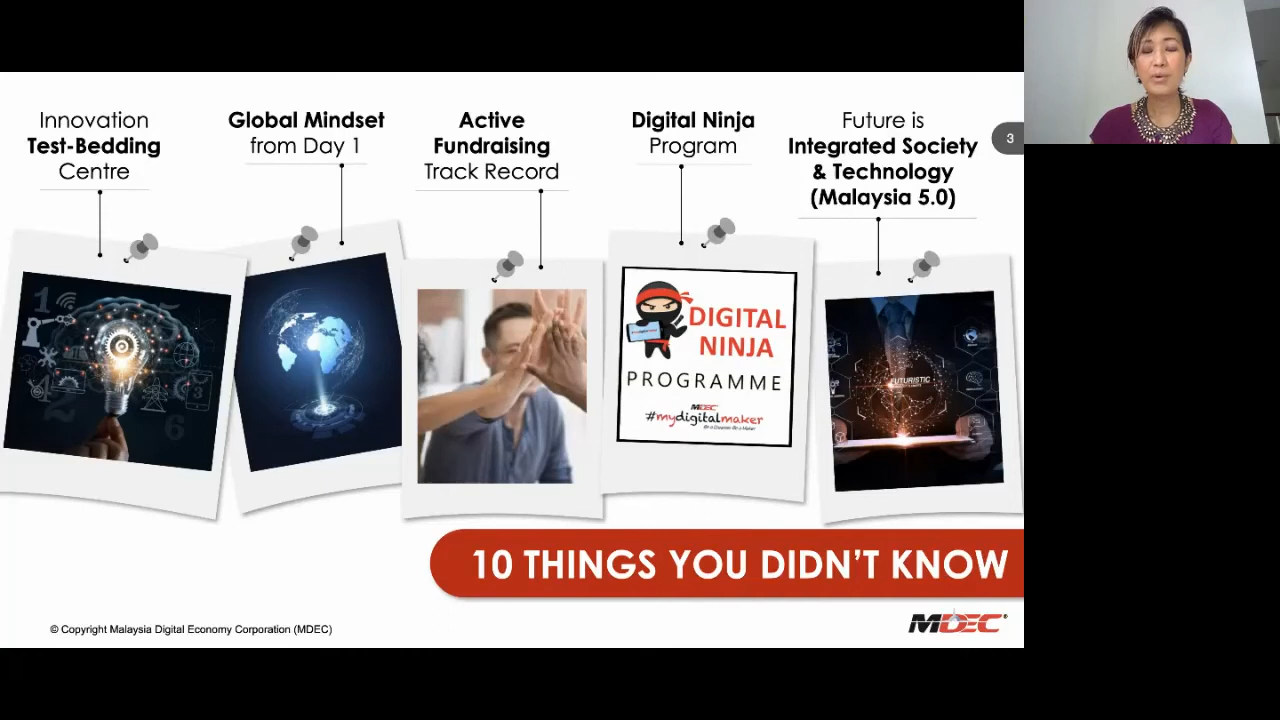 Innovation
Test-Bedding
Centre
Global Mindset
from Day 1
Active
Fundraising
Track Record
Digital Ninja
Program
Future is
Integrated Society
& Technology
(Malaysia 5.0)
3
DIGITAL
NINJA
PROGRAMME
MDEC
#mydigitalmaker
FUTURISTIC
10 THINGS YOU DIDN'T KNOW
© Copyright Malaysia Digital Economy Corporation (MDEC)
MDEC®